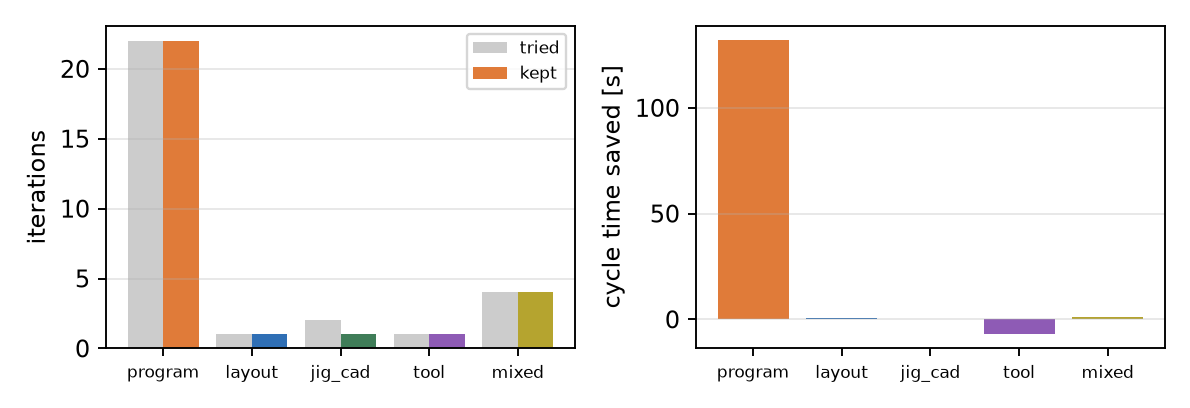 iterations
20
15
10
5
0
tried
kept
program layout jig_cad tool mixed
cycle time saved [s]
100
50
0
program layout jig_cad tool mixed